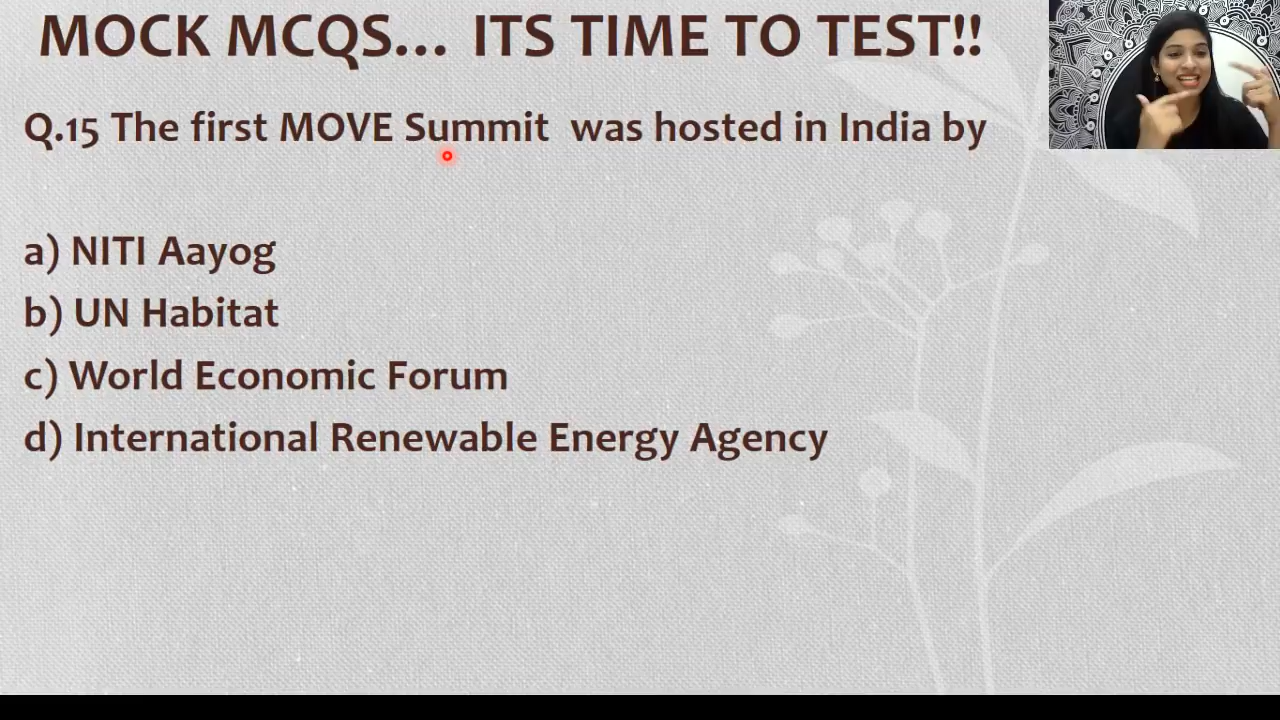 MOCK MCQS... ITS TIME TO TEST!!
Q.15 The first MOVE Summit was hosted in India by
a) NITI Aayog
b) UN Habitat
c) World Economic Forum
d) International Renewable Energy Agency